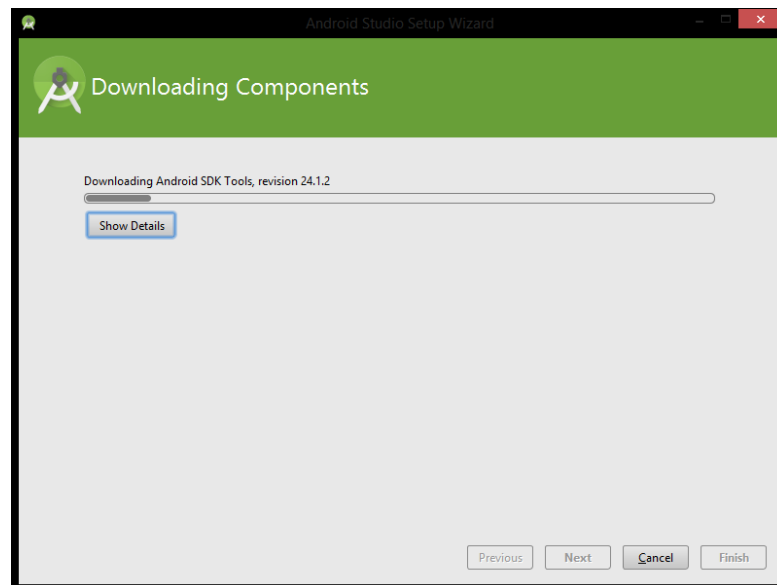 Android Studio Setup Wizard
Downloading Components
Downloading Android SDK Tools, revision 24.1.2
Show Details
Previous Next Cancel Finish